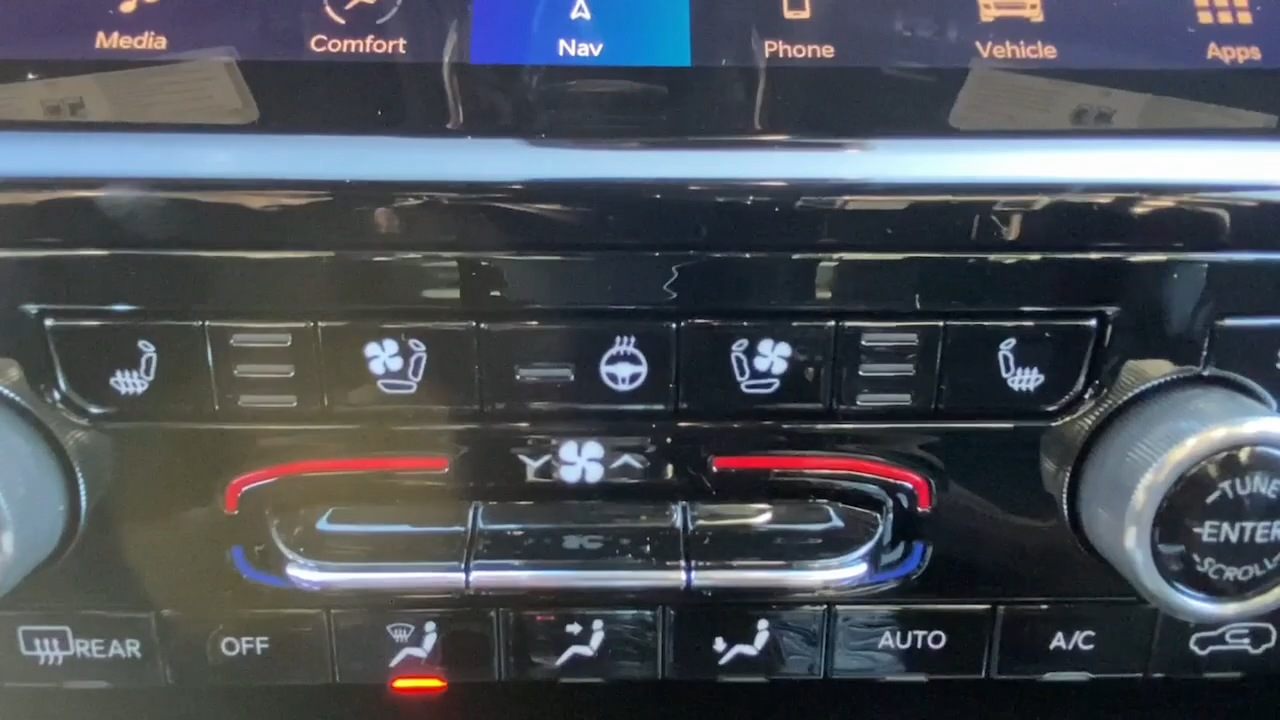 Media
Comfort
Nav
Phone
Vehicle
Apps
TUNE
ENTER
SCROLL
REAR
OFF
AUTO
A/C